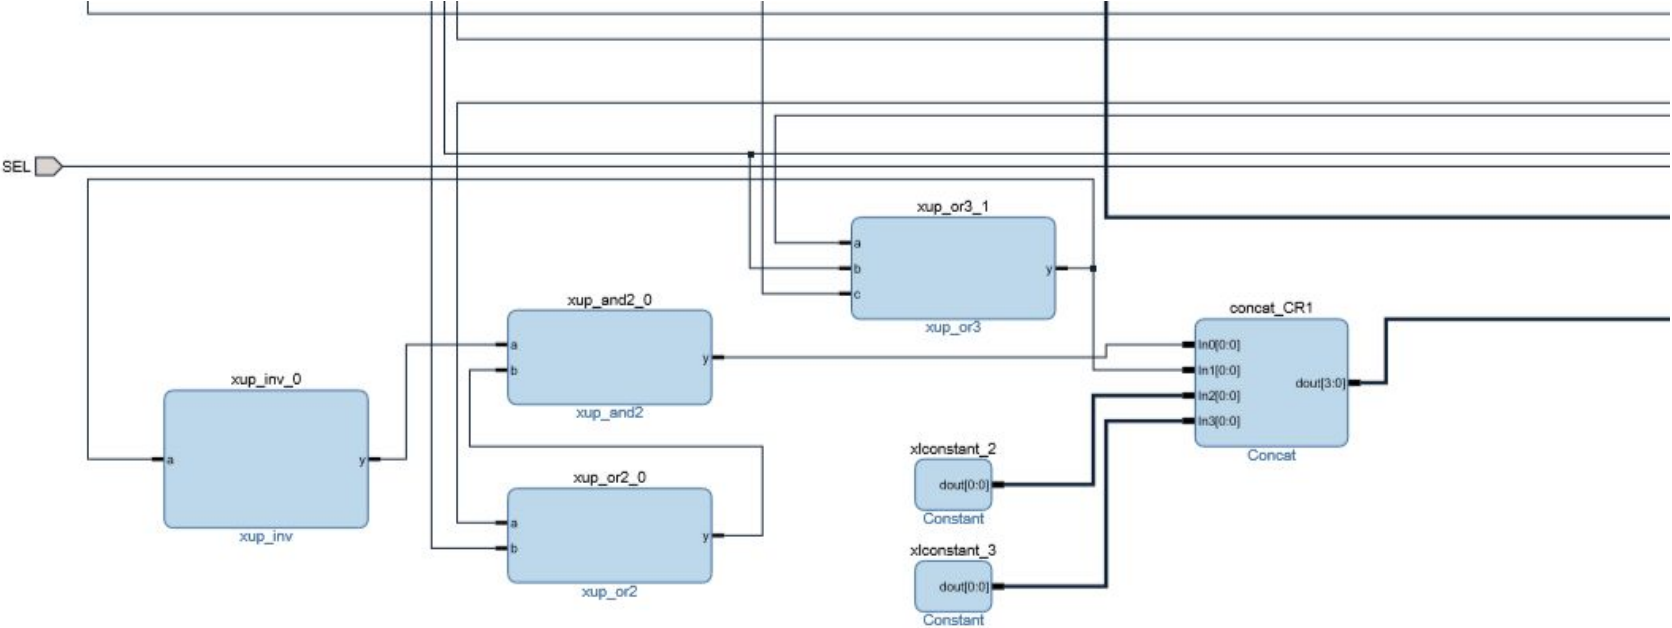 SEL
xup_or3_1
a
b
c
y
xup_or3
xup_and2_0
a
b
y
xup_and2
concat_CR1
In0[0:0]
In1[0:0]
In2[0:0]
In3[0:0]
dout[3:0]
Concat
xup_inv_0
a
y
xup_inv
xlconstant_2
dout[0:0]
Constant
xup_or2_0
a
b
y
xup_or2
xlconstant_3
dout[0:0]
Constant